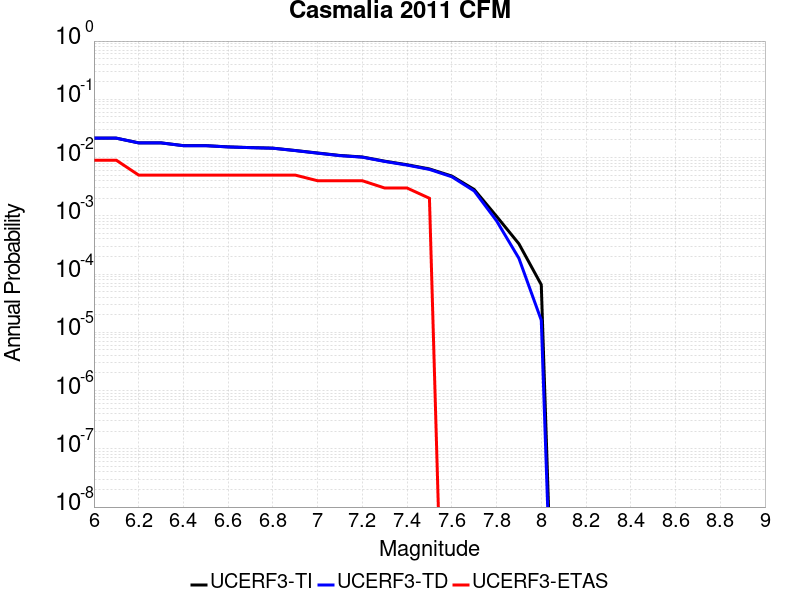 Casmalia 2011 CFM
10^0
10^-1
10^-2
10^-3
10^-4
10^-5
10^-6
10^-7
10^-8
Annual Probability
6 6.2 6.4 6.6 6.8 7 7.2 7.4 7.6 7.8 8 8.2 8.4 8.6 8.8 9
Magnitude
UCERF3-TI UCERF3-TD UCERF3-ETAS